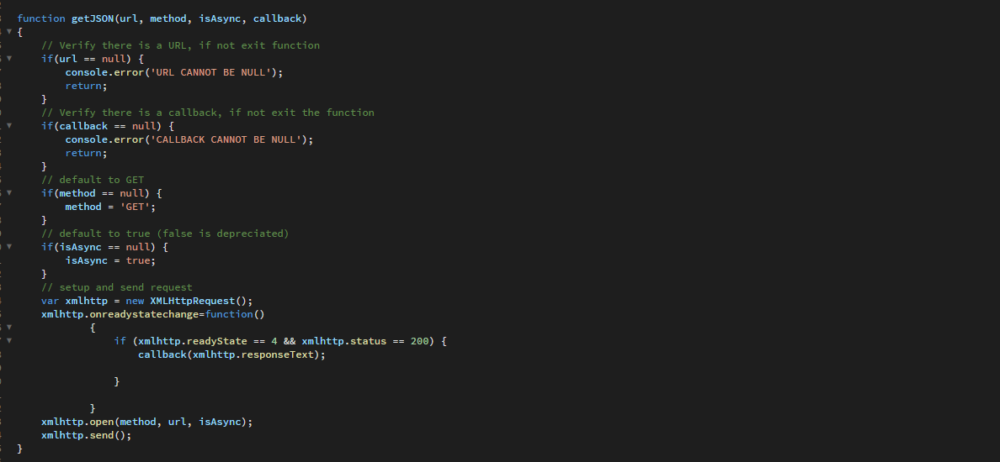 function getJSON(url, method, isAsync, callback)
{
    // Verify there is a URL, if not exit function
    if(url == null) {
        console.error('URL CANNOT BE NULL');
        return;
    }
    // Verify there is a callback, if not exit the function
    if(callback == null) {
        console.error('CALLBACK CANNOT BE NULL');
        return;
    }
    // default to GET
    if(method == null) {
        method = 'GET';
    }
    // default to true (false is depreciated)
    if(isAsync == null) {
        isAsync = true;
    }
    // setup and send request
    var xmlhttp = new XMLHttpRequest();
    xmlhttp.onreadystatechange=function()
            {
                if (xmlhttp.readyState == 4 && xmlhttp.status == 200) {
                    callback(xmlhttp.responseText);
                }
            }
    xmlhttp.open(method, url, isAsync);
    xmlhttp.send();
}